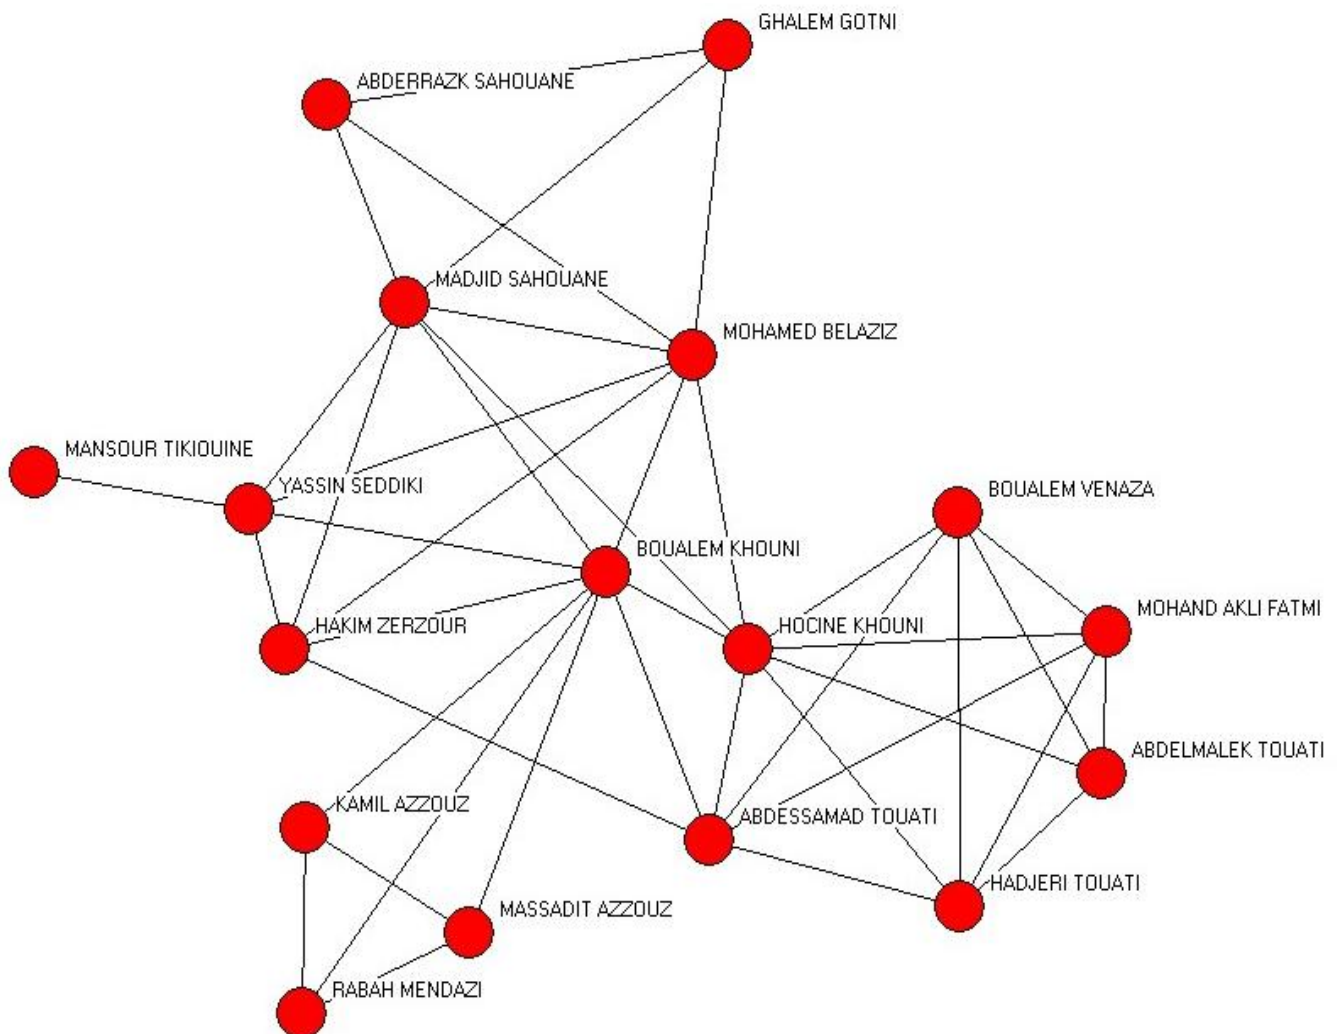 GHALEM GOTNI
ABDERRAZK SAHOUANE
MADJID SAHOUANE
MOHAMED BELAZIZ
MANSOUR TIKIOUINE
YASSIN SEDDIKI
BOUALEM VENAZA
BOUALEM KHOUNI
MOHAND AKLI FATMI
HAKIM ZERZOUR
HOCINE KHOUNI
ABDELMALEK TOUATI
KAMIL AZZOUZ
ABDESSAMAD TOUATI
HADJERI TOUATI
MASSADIT AZZOUZ
RABAH MENDAZI